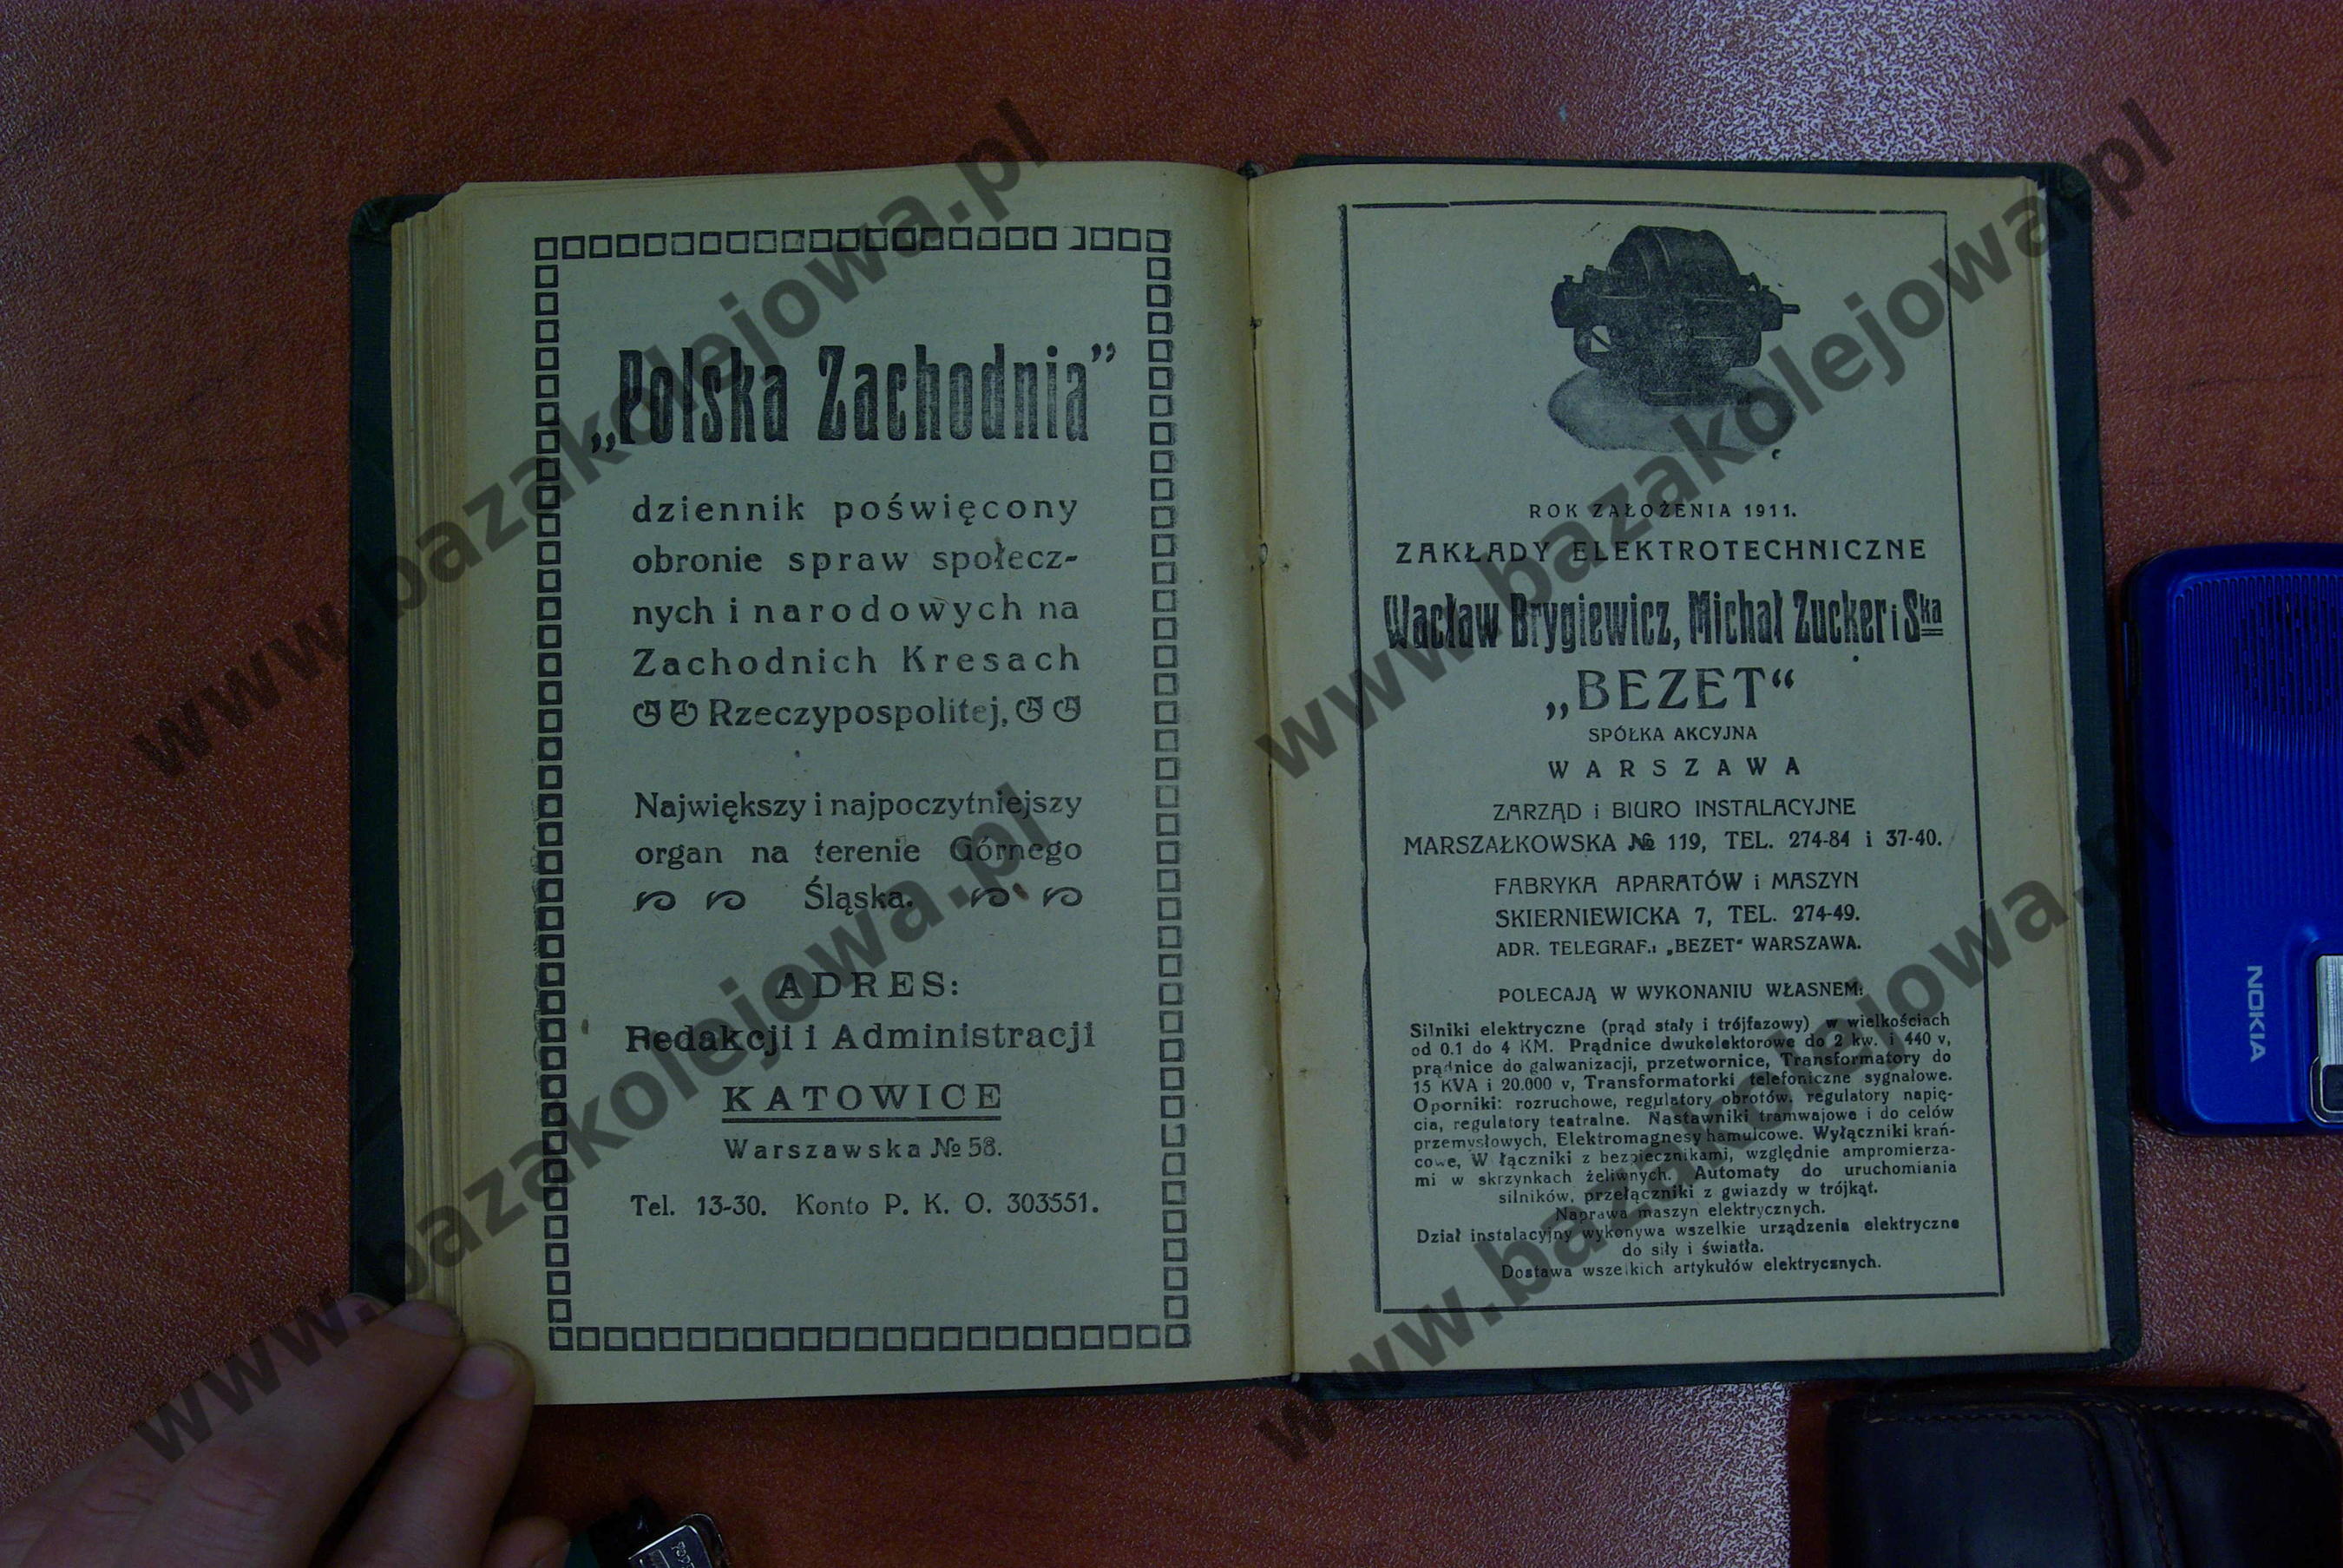 „Polska Zachodnia”
dziennik poświęcony
obronie spraw społecz-
nych i narodowych na
Zachodnich Kresach
Rzeczypospolitej,
Największy i najpoczytniejszy
organ na terenie Górnego
Śląska.
ADRES:
Redakcji i Administracji
KATOWICE
Warszawska № 58.
Tel. 13-30. Konto P. K. O. 303551.
ROK ZAŁOŻENIA 1911.
ZAKŁADY ELEKTROTECHNICZNE
Wacław Brygiewicz, Michał Zucker i Ska
„BEZET“
SPÓŁKA AKCYJNA
WARSZAWA
ZARZĄD i BIURO INSTALACYJNE
MARSZAŁKOWSKA № 119, TEL. 274-84 i 37-40.
FABRYKA APARATÓW i MASZYN
SKIERNIEWICKA 7, TEL. 274-49.
ADR. TELEGRAF.: „BEZET“ WARSZAWA.
POLECAJĄ W WYKONANIU WŁASNEM:
Silniki elektryczne (prąd stały i trójfazowy) w wielkościach
od 0.1 do 4 KM. Prądnice dwukolektorowe do 2 kw. i 440 v,
prądnice do galwanizacji, przetwornice, Transformatory do
15 KVA i 20.000 v, Transformatorki telefoniczne sygnałowe.
Oporniki: rozruchowe, regulatory obrotów, regulatory napię-
cia, regulatory teatralne. Nastawniki tramwajowe i do celów
przemysłowych, Elektromagnesy hamulcowe. Wyłączniki krań-
cowe, Włączniki z bezpiecznikami, względnie ampromierza-
mi w skrzynkach żeliwnych. Automaty do uruchomiania
silników, przełączniki z gwiazdy w trójkąt.
Naprawa maszyn elektrycznych.
Dział instalacyjny wykonywa wszelkie urządzenia elektryczne
do siły i światła.
Dostawa wszelkich artykułów elektrycznych.
NOKIA
www.bazakolejowa.pl
www.bazakolejowa.pl
www.bazakolejowa.pl
www.bazakolejowa.pl